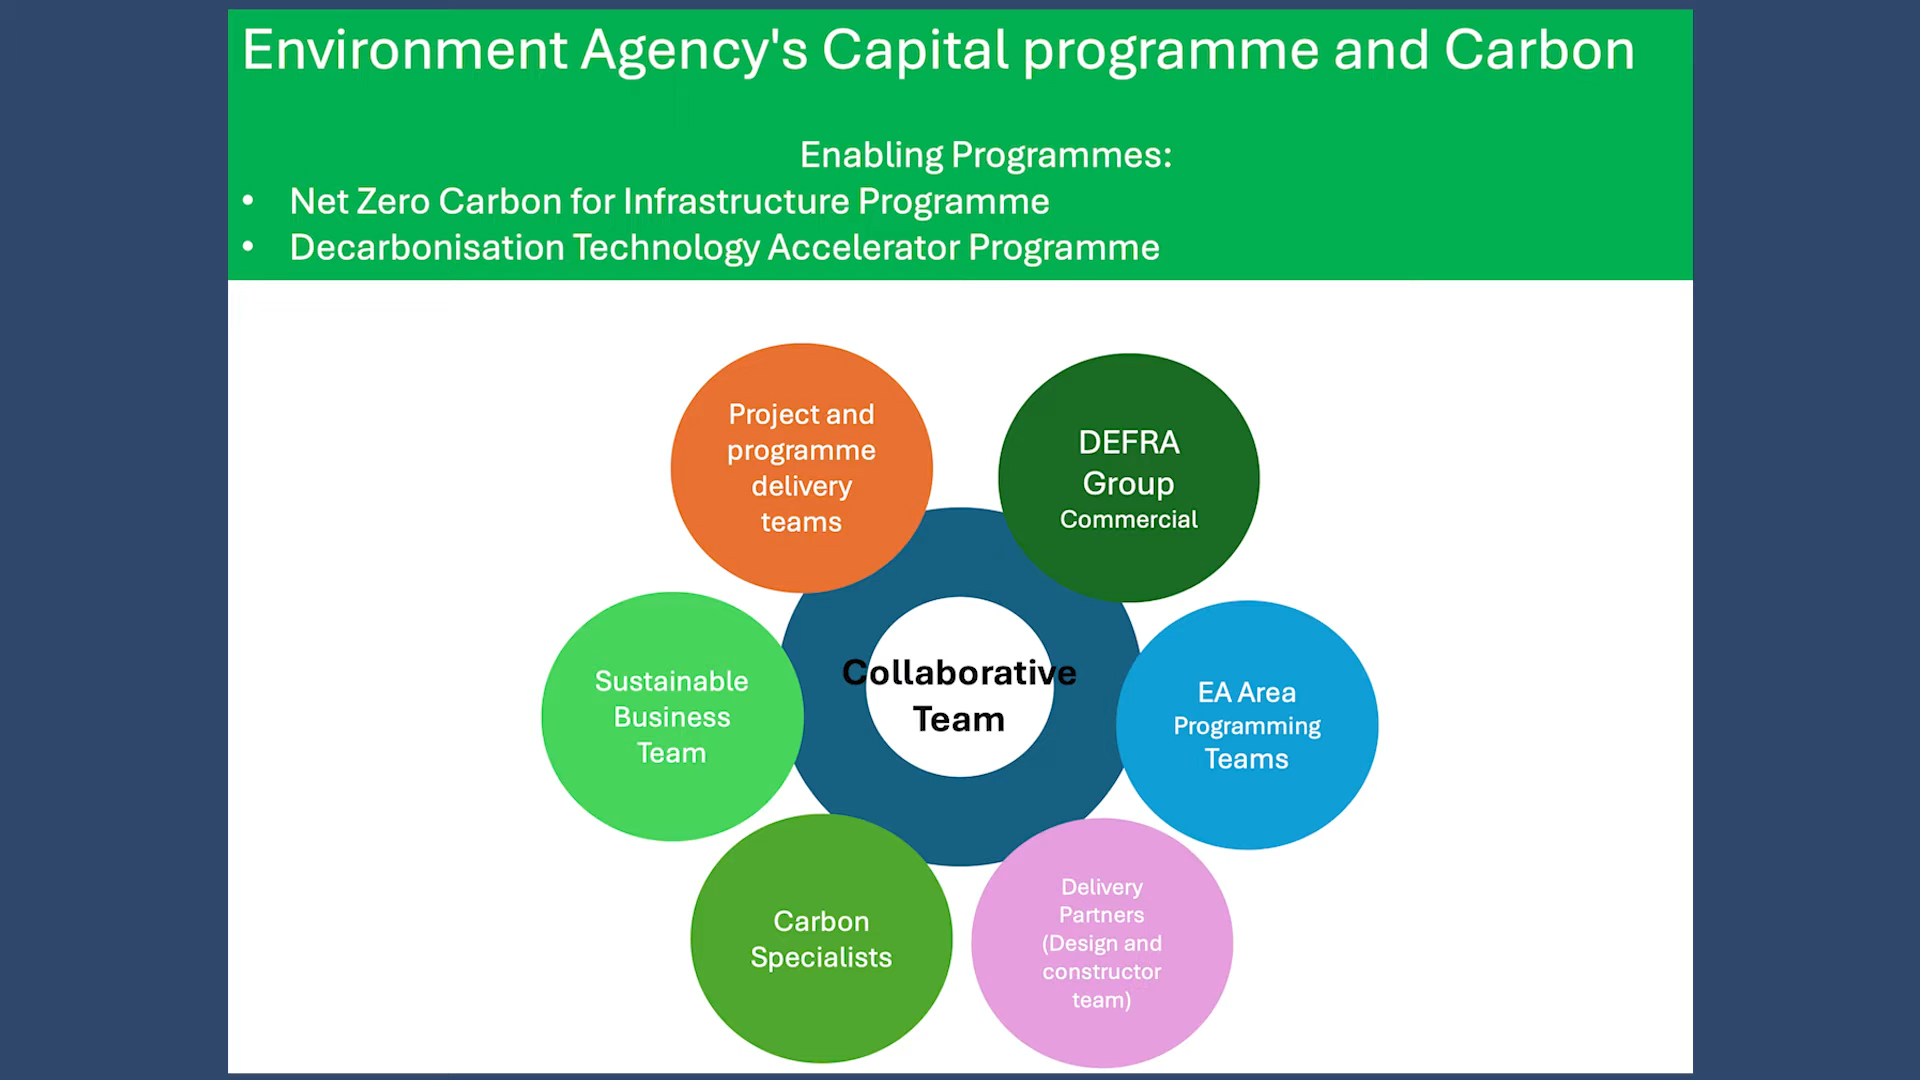 Environment Agency's Capital programme and Carbon
Enabling Programmes:
• Net Zero Carbon for Infrastructure Programme
• Decarbonisation Technology Accelerator Programme
Project and
programme
delivery
teams
DEFRA
Group
Commercial
Sustainable
Business
Team
Collaborative
Team
EA Area
Programming
Teams
Carbon
Specialists
Delivery
Partners
(Design and
constructor
team)